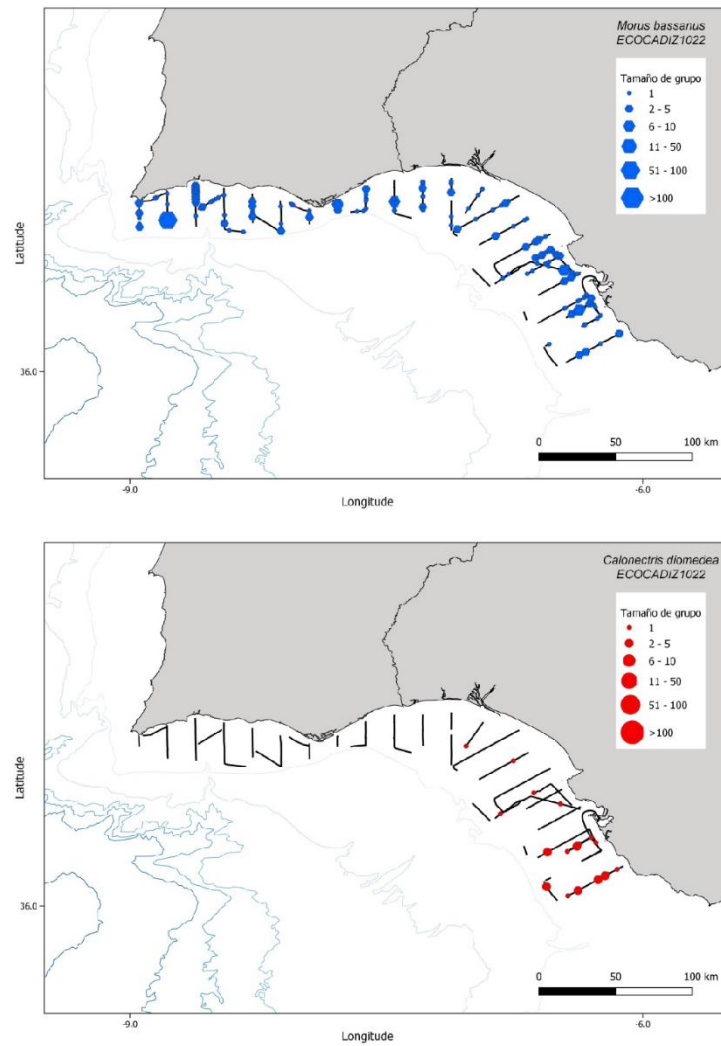 Morus bassanus
ECOCADIZ1022
Tamaño de grupo
1
2 - 5
6 - 10
11 - 50
51 - 100
>100
Latitude
36.0
0 50 100 km
-9.0 -6.0
Longitude
Calonectris diomedea
ECOCADIZ1022
Tamaño de grupo
1
2 - 5
6 - 10
11 - 50
51 - 100
>100
Latitude
36.0
0 50 100 km
-9.0 -6.0
Longitude